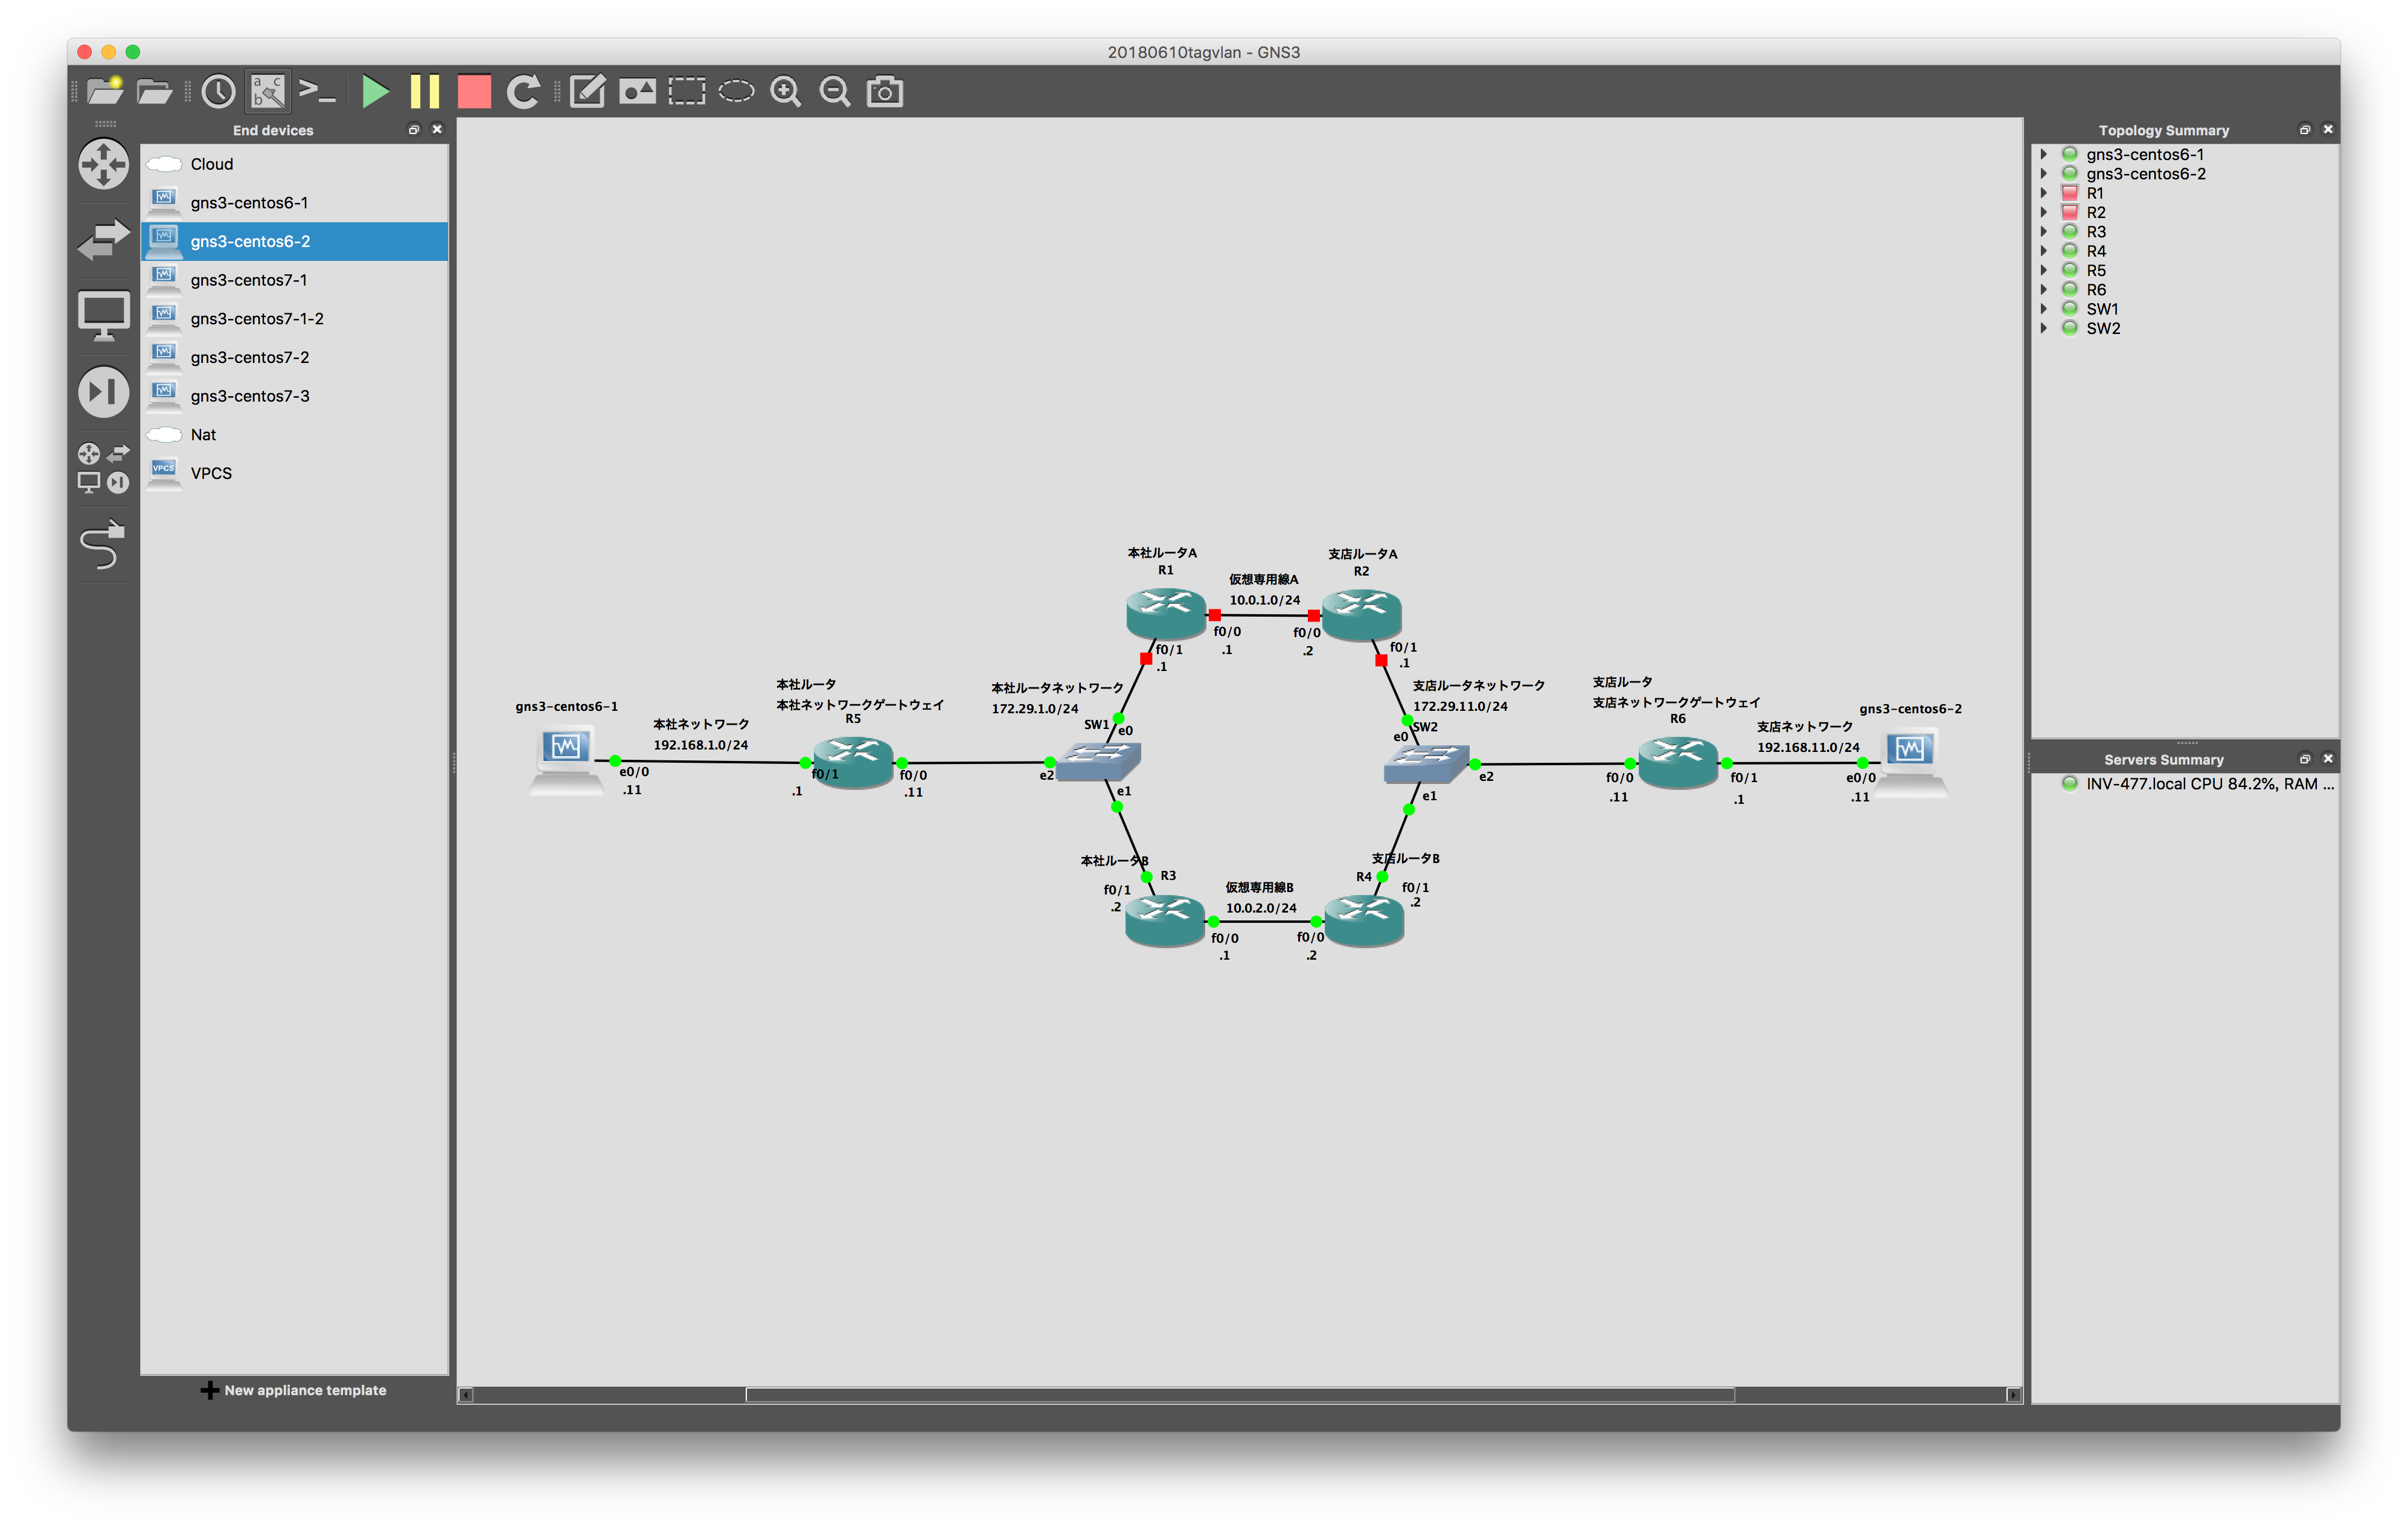 20180610tagvlan - GNS3
a c
b
>_
End devices
Cloud
gns3-centos6-1
gns3-centos6-2
gns3-centos7-1
gns3-centos7-1-2
gns3-centos7-2
gns3-centos7-3
Nat
VPCS
VPCS
New appliance template
本社ルータA
R1
支店ルータA
R2
仮想専用線A
10.0.1.0/24
f0/0
.1
f0/0
.2
f0/1
.1
f0/1
.1
本社ルータネットワーク
172.29.1.0/24
支店ルータネットワーク
172.29.11.0/24
gns3-centos6-1
本社ネットワーク
192.168.1.0/24
e0/0
.11
本社ルータ
本社ネットワークゲートウェイ
R5
f0/1
.1
f0/0
.11
SW1
e0
e2
e1
SW2
e0
e2
e1
支店ルータ
支店ネットワークゲートウェイ
R6
f0/0
.11
f0/1
.1
支店ネットワーク
192.168.11.0/24
gns3-centos6-2
e0/0
.11
本社ルータB
R3
f0/1
.2
仮想専用線B
10.0.2.0/24
f0/0
.1
f0/0
.2
支店ルータB
R4
f0/1
.2
Topology Summary
gns3-centos6-1
gns3-centos6-2
R1
R2
R3
R4
R5
R6
SW1
SW2
Servers Summary
INV-477.local CPU 84.2%, RAM ...